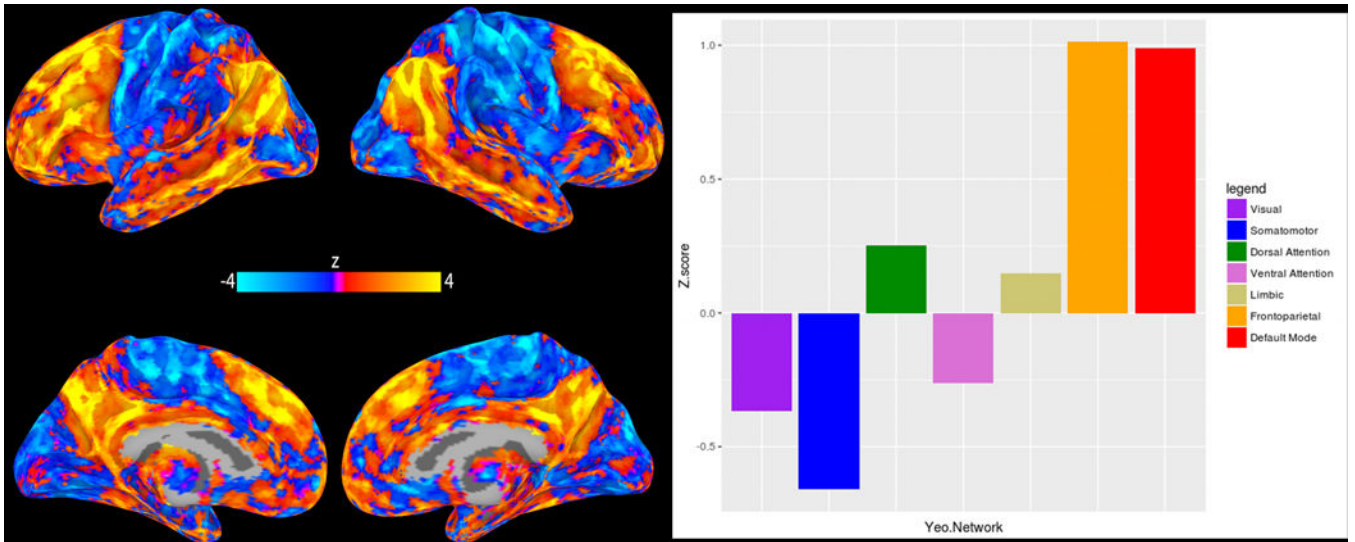 z
-4
4
1.0
0.5
0.0
-0.5
Z.score
Yeo.Network
legend
Visual
Somatomotor
Dorsal Attention
Ventral Attention
Limbic
Frontoparietal
Default Mode